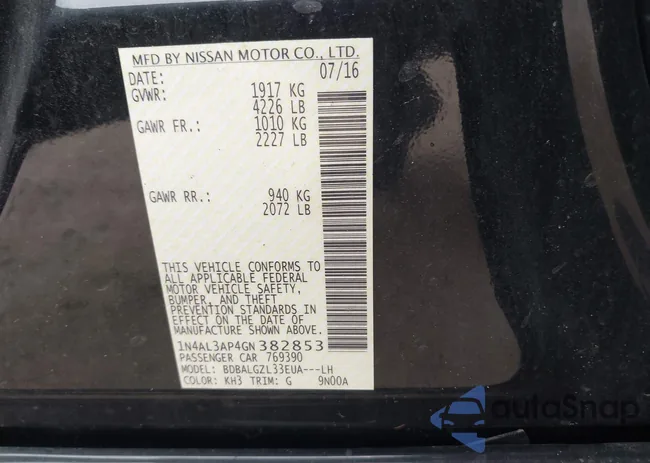 MFD BY NISSAN MOTOR CO., LTD.
DATE: 07/16
GVWR: 1917 KG
4226 LB
GAWR FR.: 1010 KG
2227 LB
GAWR RR.: 940 KG
2072 LB
THIS VEHICLE CONFORMS TO
ALL APPLICABLE FEDERAL
MOTOR VEHICLE SAFETY,
BUMPER, AND THEFT
PREVENTION STANDARDS IN
EFFECT ON THE DATE OF
MANUFACTURE SHOWN ABOVE.
1N4AL3AP4GN382853
PASSENGER CAR 769390
MODEL: BDBALGZL33EUA---LH
COLOR: KH3 TRIM: G 9N00A
autoSnap